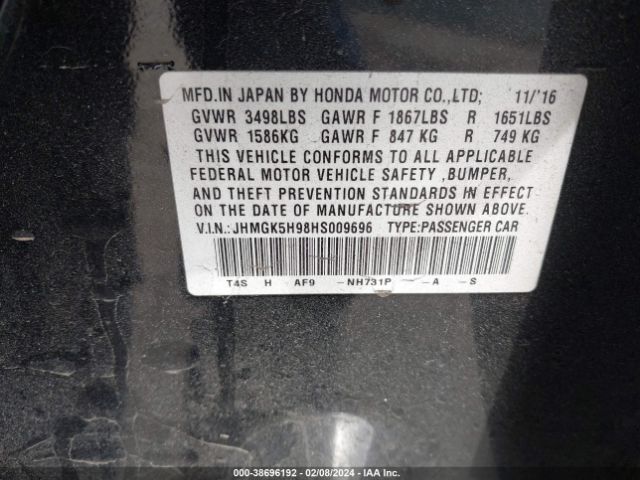 MFD.IN JAPAN BY HONDA MOTOR CO.,LTD; 11/'16
GVWR 3498LBS GAWR F 1867LBS R 1651LBS
GVWR 1586KG GAWR F 847 KG R 749 KG
THIS VEHICLE CONFORMS TO ALL APPLICABLE
FEDERAL MOTOR VEHICLE SAFETY ,BUMPER,
AND THEFT PREVENTION STANDARDS IN EFFECT
ON THE DATE OF MANUFACTURE SHOWN ABOVE.
V.I.N.:JHMGK5H98HS009696 TYPE:PASSENGER CAR
T4S H AF9 -NH731P -A -S
000-38696192 - 02/08/2024 - IAA Inc.